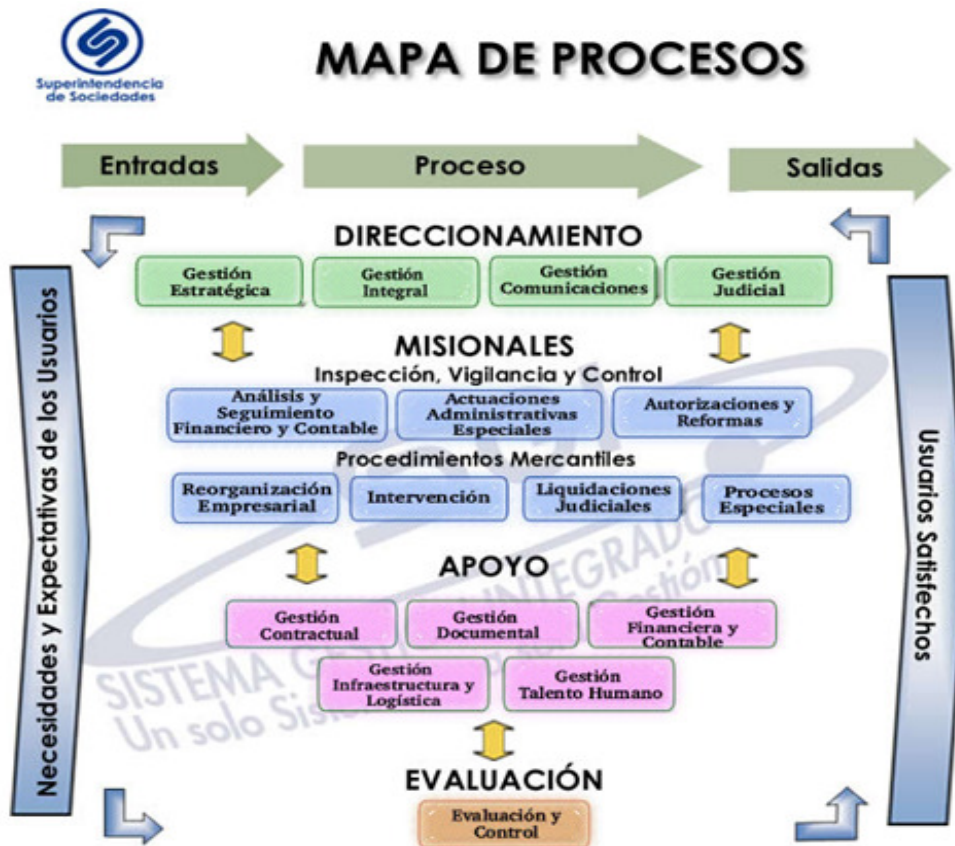 Superintendencia
de Sociedades
MAPA DE PROCESOS
Entradas
Proceso
Salidas
Necesidades y Expectativas de los Usuarios
DIRECCIONAMIENTO
Gestión
Estratégica
Gestión
Integral
Gestión
Comunicaciones
Gestión
Judicial
MISIONALES
Inspección, Vigilancia y Control
Análisis y
Seguimiento
Financiero y Contable
Actuaciones
Administrativas
Especiales
Autorizaciones y
Reformas
Procedimientos Mercantiles
Reorganización
Empresarial
Intervención
Liquidaciones
Judiciales
Procesos
Especiales
APOYO
Gestión
Contractual
Gestión
Documental
Gestión
Financiera y
Contable
Gestión
Infraestructura y
Logística
Gestión
Talento Humano
EVALUACIÓN
Evaluación y
Control
Usuarios Satisfechos
SISTEMA INTEGRADO
Un solo Gestión